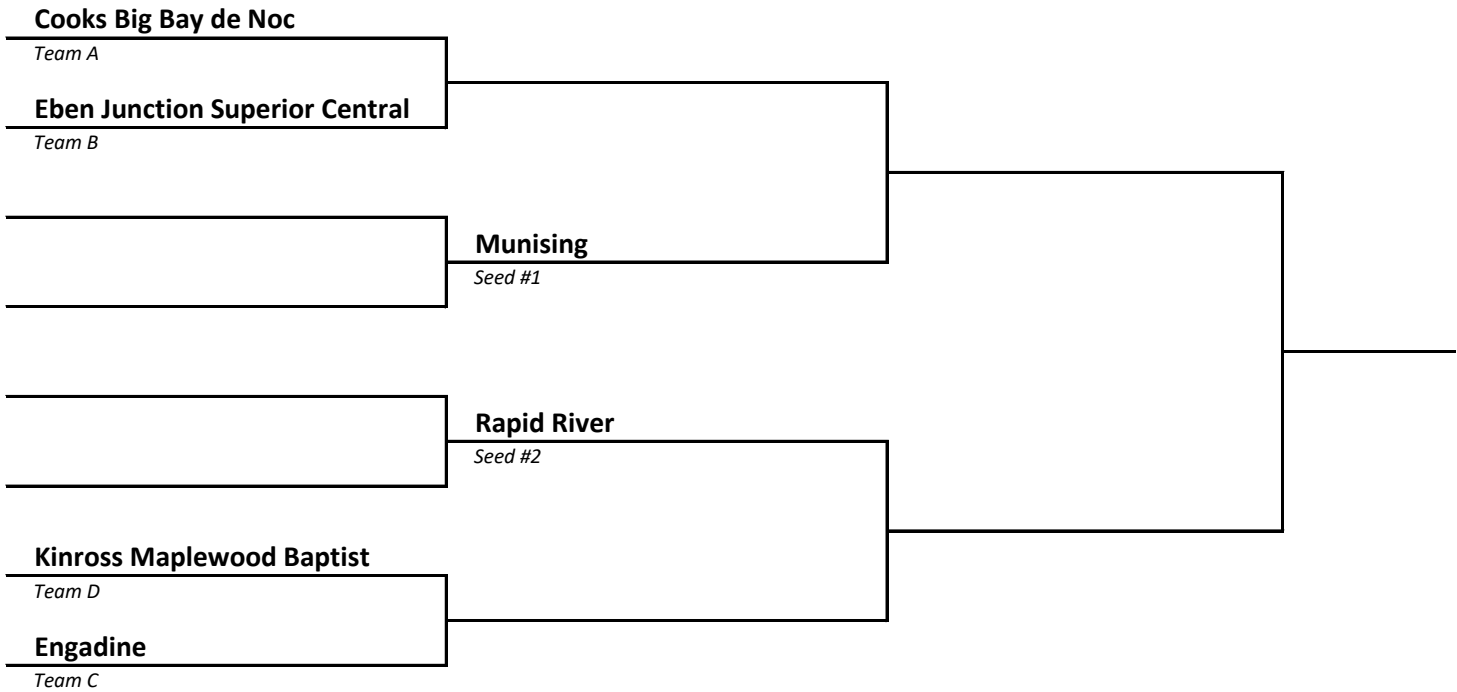 Cooks Big Bay de Noc
Team A
Eben Junction Superior Central
Team B
Munising
Seed #1
Rapid River
Seed #2
Kinross Maplewood Baptist
Team D
Engadine
Team C